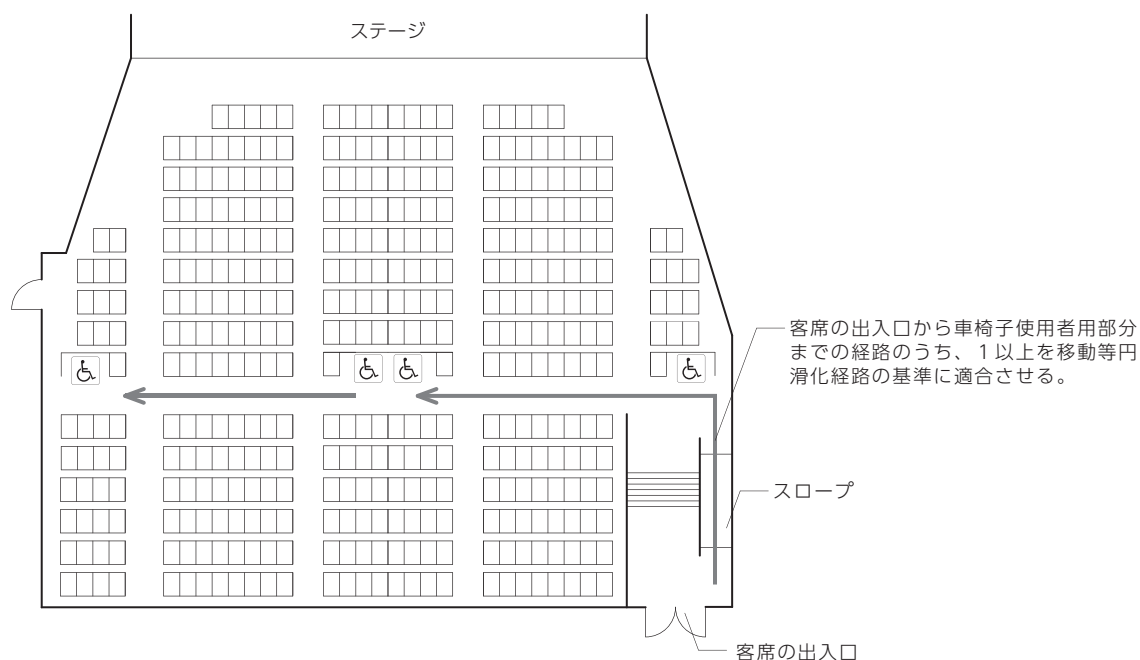 ステージ
客席の出入口から車椅子使用者用部分
までの経路のうち、１以上を移動等円
滑化経路の基準に適合させる。
スロープ
客席の出入口